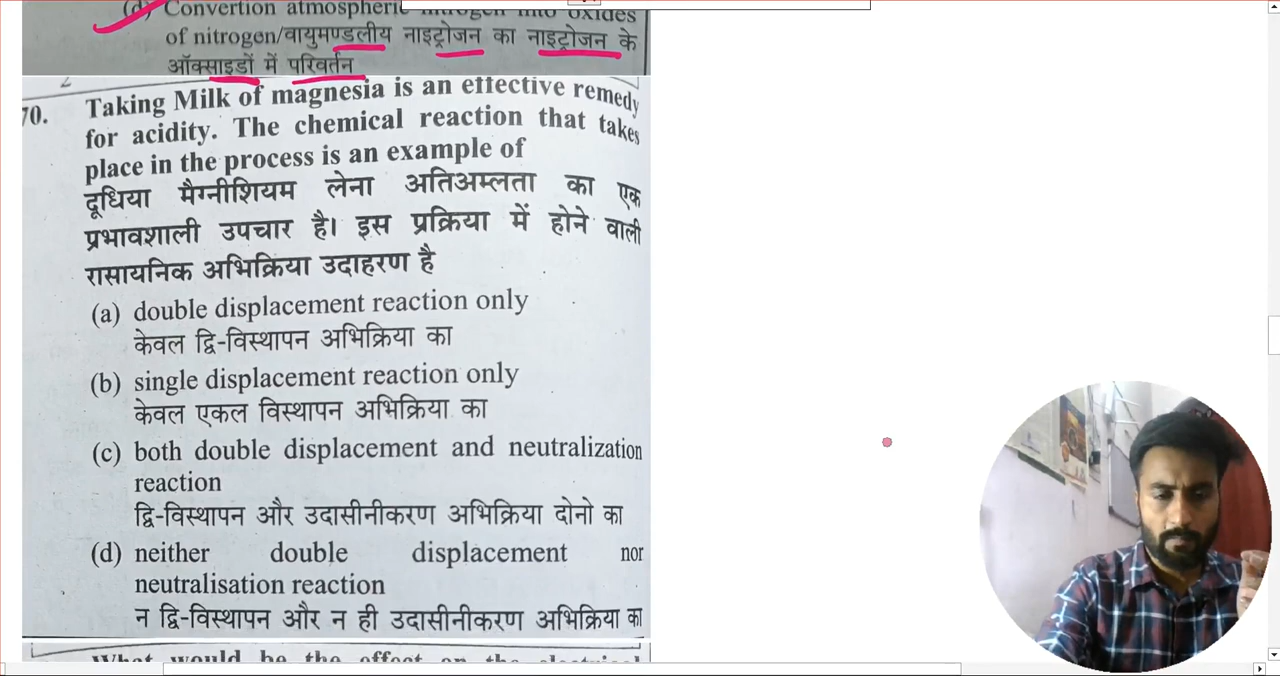 (d) Convertion atmospheric nitrogen into oxides
of nitrogen/वायुमण्डलीय नाइट्रोजन का नाइट्रोजन के
ऑक्साइडों में परिवर्तन
70. Taking Milk of magnesia is an effective remedy
for acidity. The chemical reaction that takes
place in the process is an example of
दूधिया मैग्नीशियम लेना अतिअम्लता का एक
प्रभावशाली उपचार है। इस प्रक्रिया में होने वाली
रासायनिक अभिक्रिया उदाहरण है
(a) double displacement reaction only
केवल द्वि-विस्थापन अभिक्रिया का
(b) single displacement reaction only
केवल एकल विस्थापन अभिक्रिया का
(c) both double displacement and neutralization
reaction
द्वि-विस्थापन और उदासीनीकरण अभिक्रिया दोनो का
(d) neither double displacement nor
neutralisation reaction
न द्वि-विस्थापन और न ही उदासीनीकरण अभिक्रिया का
What would be the effect on the electrical